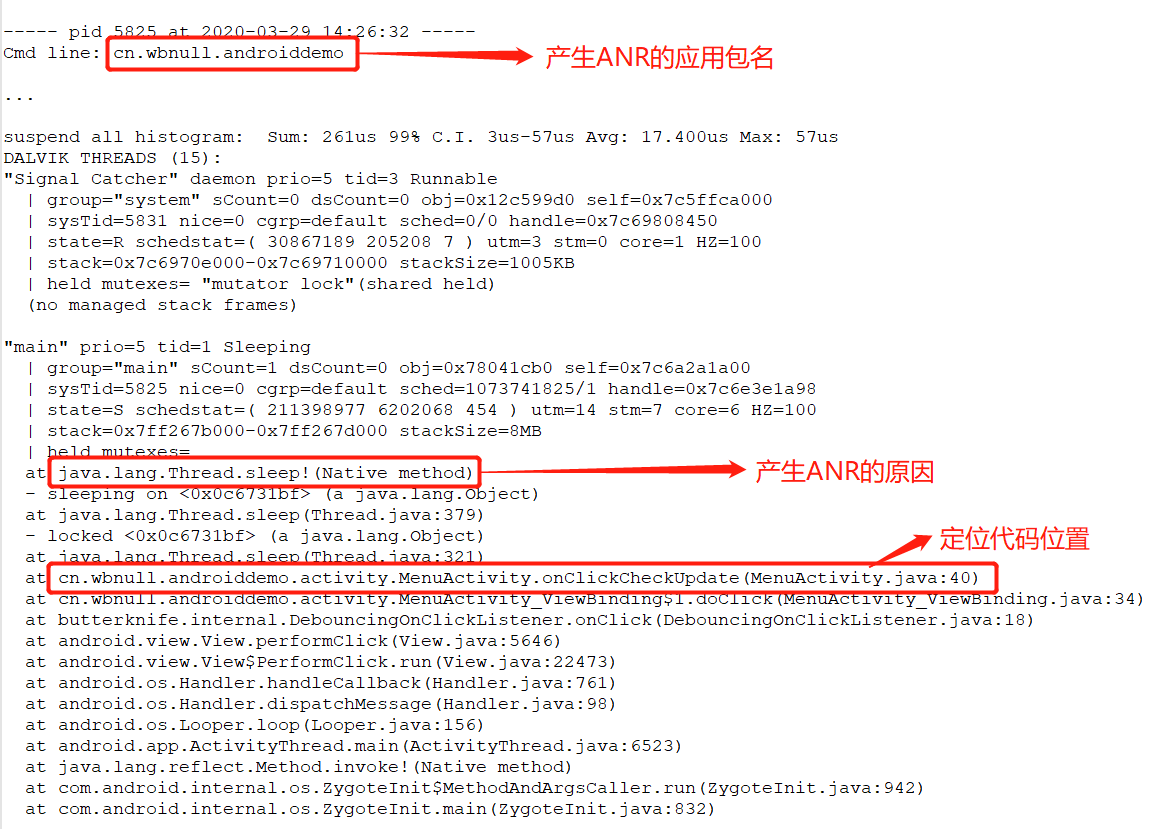 ----- pid 5825 at 2020-03-29 14:26:32 -----
Cmd line: cn.wbnull.androiddemo
产生ANR的应用包名
...
suspend all histogram:  Sum: 261us 99% C.I. 3us-57us Avg: 17.400us Max: 57us
DALVIK THREADS (15):
"Signal Catcher" daemon prio=5 tid=3 Runnable
  | group="system" sCount=0 dsCount=0 obj=0x12c599d0 self=0x7c5ffca000
  | sysTid=5831 nice=0 cgrp=default sched=0/0 handle=0x7c69808450
  | state=R schedstat=( 30867189 205208 7 ) utm=3 stm=0 core=1 HZ=100
  | stack=0x7c6970e000-0x7c69710000 stackSize=1005KB
  | held mutexes= "mutator lock"(shared held)
  (no managed stack frames)
"main" prio=5 tid=1 Sleeping
  | group="main" sCount=1 dsCount=0 obj=0x78041cb0 self=0x7c6a2a1a00
  | sysTid=5825 nice=0 cgrp=default sched=1073741825/1 handle=0x7c6e3e1a98
  | state=S schedstat=( 211398977 6202068 454 ) utm=14 stm=7 core=6 HZ=100
  | stack=0x7ff267b000-0x7ff267d000 stackSize=8MB
  | held mutexes=
  at java.lang.Thread.sleep!(Native method)
产生ANR的原因
  - sleeping on <0x0c6731bf> (a java.lang.Object)
  at java.lang.Thread.sleep(Thread.java:379)
  - locked <0x0c6731bf> (a java.lang.Object)
定位代码位置
  at java.lang.Thread.sleep(Thread.java:321)
  at cn.wbnull.androiddemo.activity.MenuActivity.onClickCheckUpdate(MenuActivity.java:40)
  at cn.wbnull.androiddemo.activity.MenuActivity_ViewBinding$1.doClick(MenuActivity_ViewBinding.java:34)
  at butterknife.internal.DebouncingOnClickListener.onClick(DebouncingOnClickListener.java:18)
  at android.view.View.performClick(View.java:5646)
  at android.view.View$PerformClick.run(View.java:22473)
  at android.os.Handler.handleCallback(Handler.java:761)
  at android.os.Handler.dispatchMessage(Handler.java:98)
  at android.os.Looper.loop(Looper.java:156)
  at android.app.ActivityThread.main(ActivityThread.java:6523)
  at java.lang.reflect.Method.invoke!(Native method)
  at com.android.internal.os.ZygoteInit$MethodAndArgsCaller.run(ZygoteInit.java:942)
  at com.android.internal.os.ZygoteInit.main(ZygoteInit.java:832)